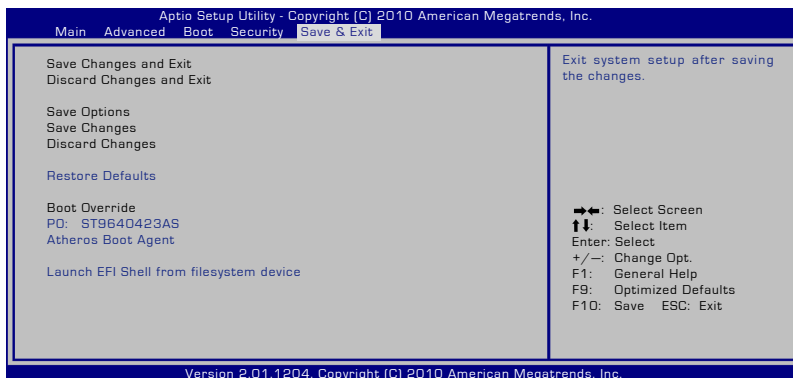 Aptio Setup Utility - Copyright (C) 2010 American Megatrends, Inc.
Main Advanced Boot Security Save & Exit
Save Changes and Exit
Discard Changes and Exit
Save Options
Save Changes
Discard Changes
Restore Defaults
Boot Override
P0: ST9640423AS
Atheros Boot Agent
Launch EFI Shell from filesystem device
Exit system setup after saving
the changes.
→←: Select Screen
↑↓: Select Item
Enter: Select
+/—: Change Opt.
F1: General Help
F9: Optimized Defaults
F10: Save ESC: Exit
Version 2.01.1204. Copyright (C) 2010 American Megatrends, Inc.